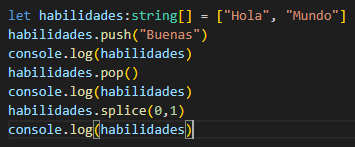 let habilidades:string[] = ["Hola", "Mundo"]
habilidades.push("Buenas")
console.log(habilidades)
habilidades.pop()
console.log(habilidades)
habilidades.splice(0,1)
console.log(habilidades)